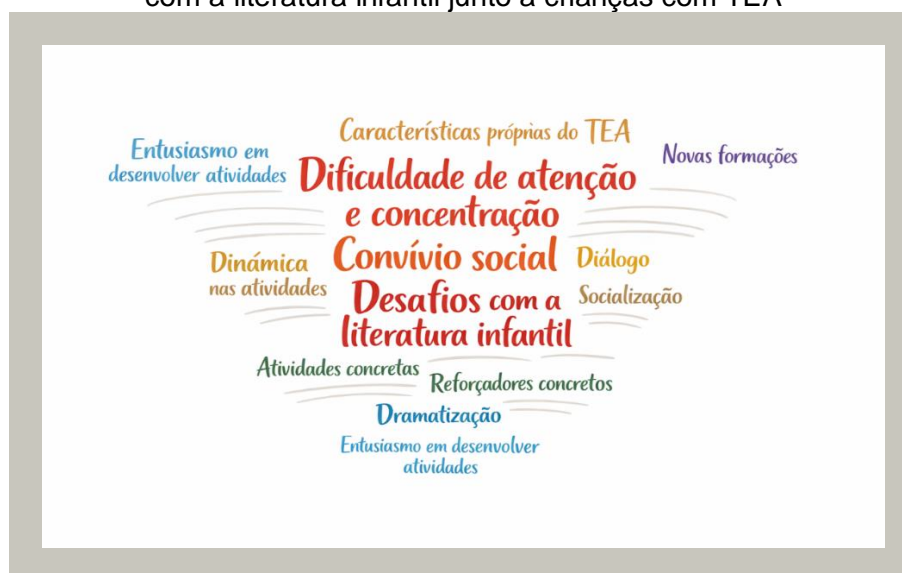 com a literatura infantil junto a crianças com TEA
Características próprias do TEA
Entusiasmo em
desenvolver atividades
Novas formações
Dificuldade de atenção
e concentração
Dinámica
nas atividades
Convívio social
Diálogo
Socialização
Desafios com a
literatura infantil
Atividades concretas
Reforçadores concretos
Dramatização
Entusiasmo em desenvolver
atividades